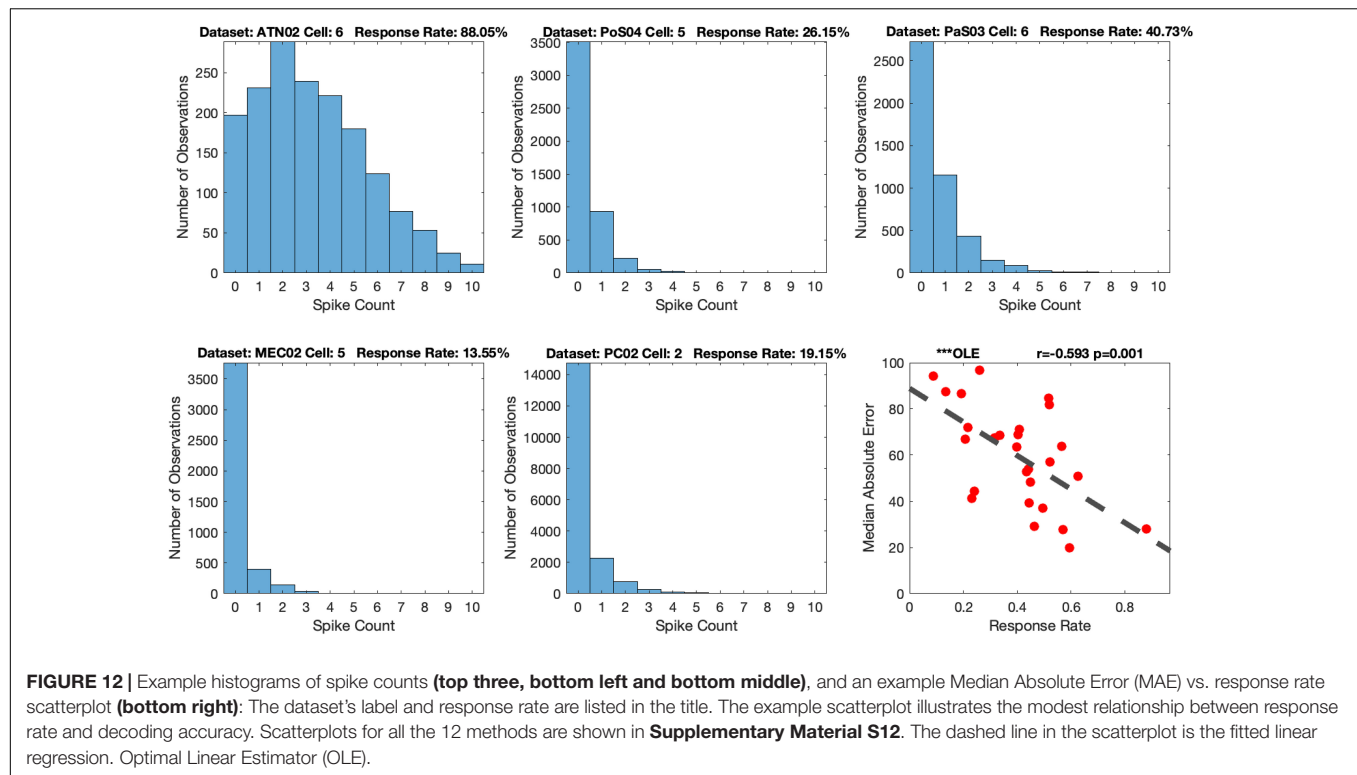 Dataset: ATN02 Cell: 6 Response Rate: 88.05%
250
200
150
100
50
0
Number of Observations
0 1 2 3 4 5 6 7 8 9 10
Spike Count
Dataset: PoS04 Cell: 5 Response Rate: 26.15%
3500
3000
2500
2000
1500
1000
500
0
Number of Observations
0 1 2 3 4 5 6 7 8 9 10
Spike Count
Dataset: PaS03 Cell: 6 Response Rate: 40.73%
2500
2000
1500
1000
500
0
Number of Observations
0 1 2 3 4 5 6 7 8 9 10
Spike Count
Dataset: MEC02 Cell: 5 Response Rate: 13.55%
3500
3000
2500
2000
1500
1000
500
0
Number of Observations
0 1 2 3 4 5 6 7 8 9 10
Spike Count
Dataset: PC02 Cell: 2 Response Rate: 19.15%
14000
12000
10000
8000
6000
4000
2000
0
Number of Observations
0 1 2 3 4 5 6 7 8 9 10
Spike Count
***OLE r=-0.593 p=0.001
100
80
60
40
20
0
Median Absolute Error
0 0.2 0.4 0.6 0.8
Response Rate
FIGURE 12 | Example histograms of spike counts (top three, bottom left and bottom middle), and an example Median Absolute Error (MAE) vs. response rate
scatterplot (bottom right): The dataset's label and response rate are listed in the title. The example scatterplot illustrates the modest relationship between response
rate and decoding accuracy. Scatterplots for all the 12 methods are shown in Supplementary Material S12. The dashed line in the scatterplot is the fitted linear
regression. Optimal Linear Estimator (OLE).